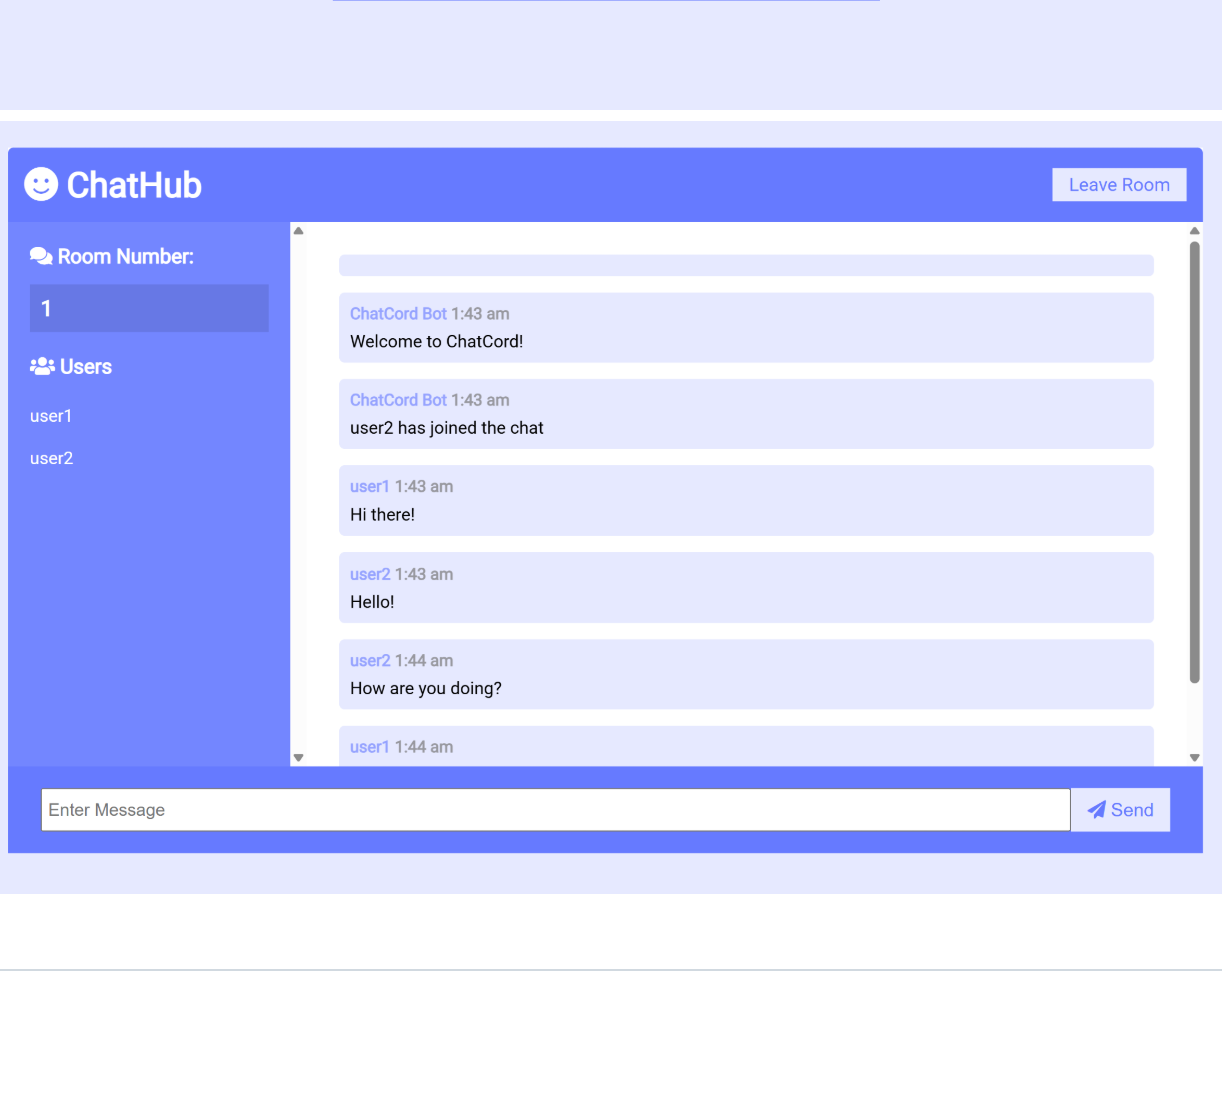 ChatHub
Leave Room
Room Number:
1
Users
user1
user2
ChatCord Bot 1:43 am
Welcome to ChatCord!
ChatCord Bot 1:43 am
user2 has joined the chat
user1 1:43 am
Hi there!
user2 1:43 am
Hello!
user2 1:44 am
How are you doing?
user1 1:44 am
Enter Message
Send